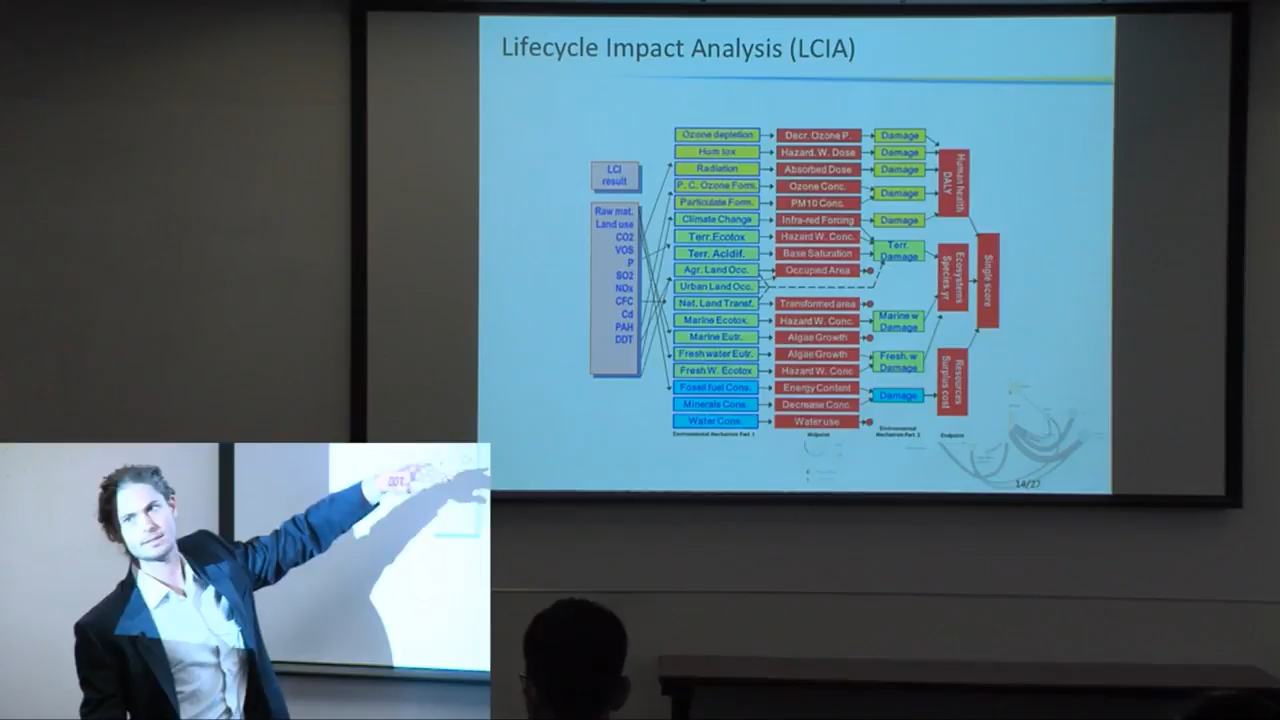 Lifecycle Impact Analysis (LCIA)
LCI
result
Raw mat.
Land use
CO2
VOS
P
SO2
NOx
CFC
Cd
PAH
DDT
Ozone depletion
Hum tox
Radiation
P. C. Ozone Form.
Particulate Form.
Climate Change
Terr. Ecotox
Terr. Acidif.
Agr. Land Occ.
Urban Land Occ.
Nat. Land Transf.
Marine Ecotox.
Marine Eutr.
Fresh water Eutr.
Fresh W. Ecotox
Fossil fuel Cons.
Minerals Cons.
Water Cons.
Environmental Mechanism Part 1
Decr. Ozone P.
Hazard. W. Dose
Absorbed Dose
Ozone Conc.
PM10 Conc.
Infra-red Forcing
Hazard W. Conc.
Base Saturation
Occupied Area
Transformed area
Hazard W. Conc.
Algae Growth
Algae Growth
Hazard W. Conc
Energy Content
Decrease Conc.
Water use
Midpoint
Damage
Damage
Damage
Damage
Damage
Terr.
Damage
Marine w
Damage
Fresh. w
Damage
Damage
Environmental
Mechanism Part 2
Human health
DALY
Ecosystems
Species.yr
Resources
Surplus cost
Endpoint
Single score
14/27
DDT